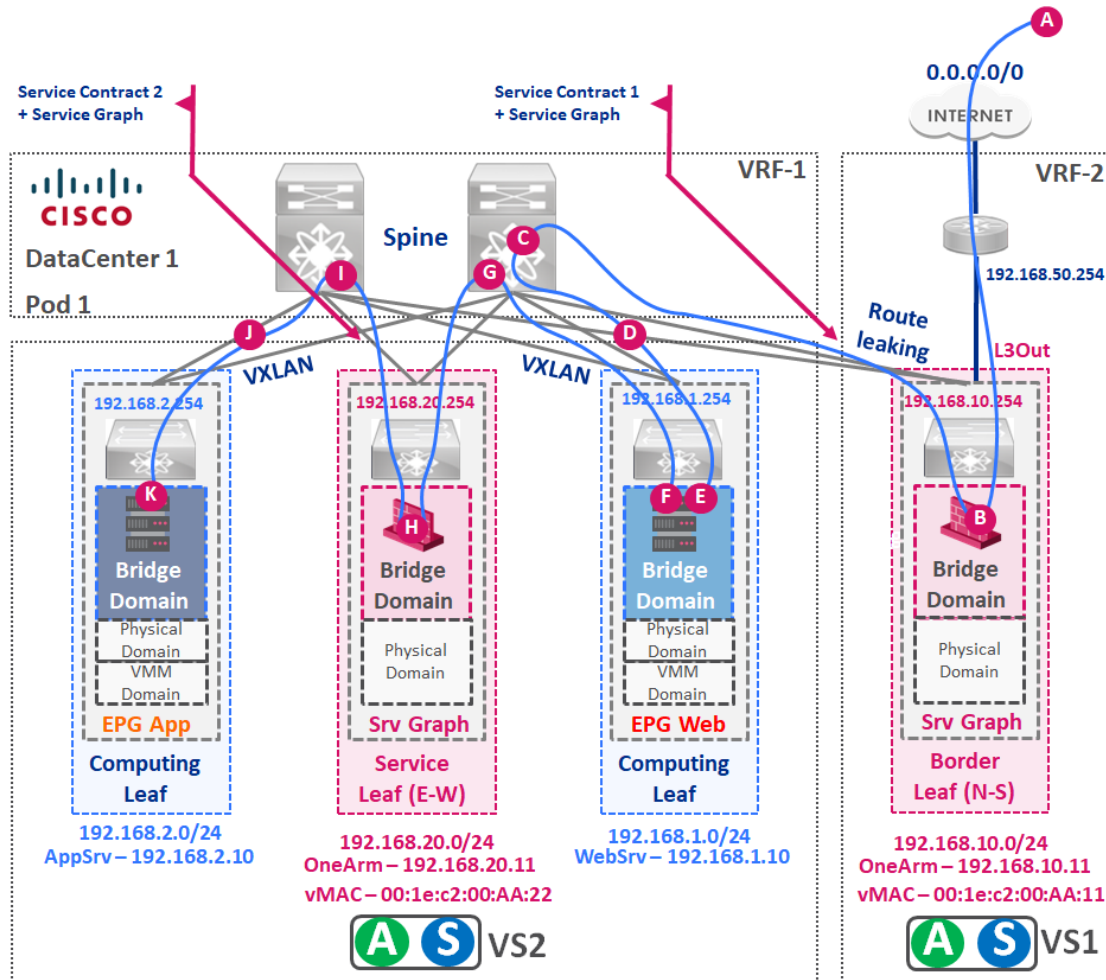 A
0.0.0.0/0
INTERNET
Service Contract 2
+ Service Graph
Service Contract 1
+ Service Graph
VRF-1
VRF-2
CISCO
DataCenter 1
Pod 1
Spine
C
I
G
192.168.50.254
J
D
Route
leaking
L3Out
VXLAN
VXLAN
192.168.2.254
192.168.20.254
192.168.1.254
192.168.10.254
K
H
F
E
B
Bridge
Domain
Physical
Domain
VMM
Domain
EPG App
Computing
Leaf
192.168.2.0/24
AppSrv – 192.168.2.10
Bridge
Domain
Physical
Domain
Srv Graph
Service
Leaf (E-W)
192.168.20.0/24
OneArm – 192.168.20.11
vMAC – 00:1e:c2:00:AA:22
A S VS2
Bridge
Domain
Physical
Domain
VMM
Domain
EPG Web
Computing
Leaf
192.168.1.0/24
WebSrv – 192.168.1.10
Bridge
Domain
Physical
Domain
Srv Graph
Border
Leaf (N-S)
192.168.10.0/24
OneArm – 192.168.10.11
vMAC – 00:1e:c2:00:AA:11
A S VS1